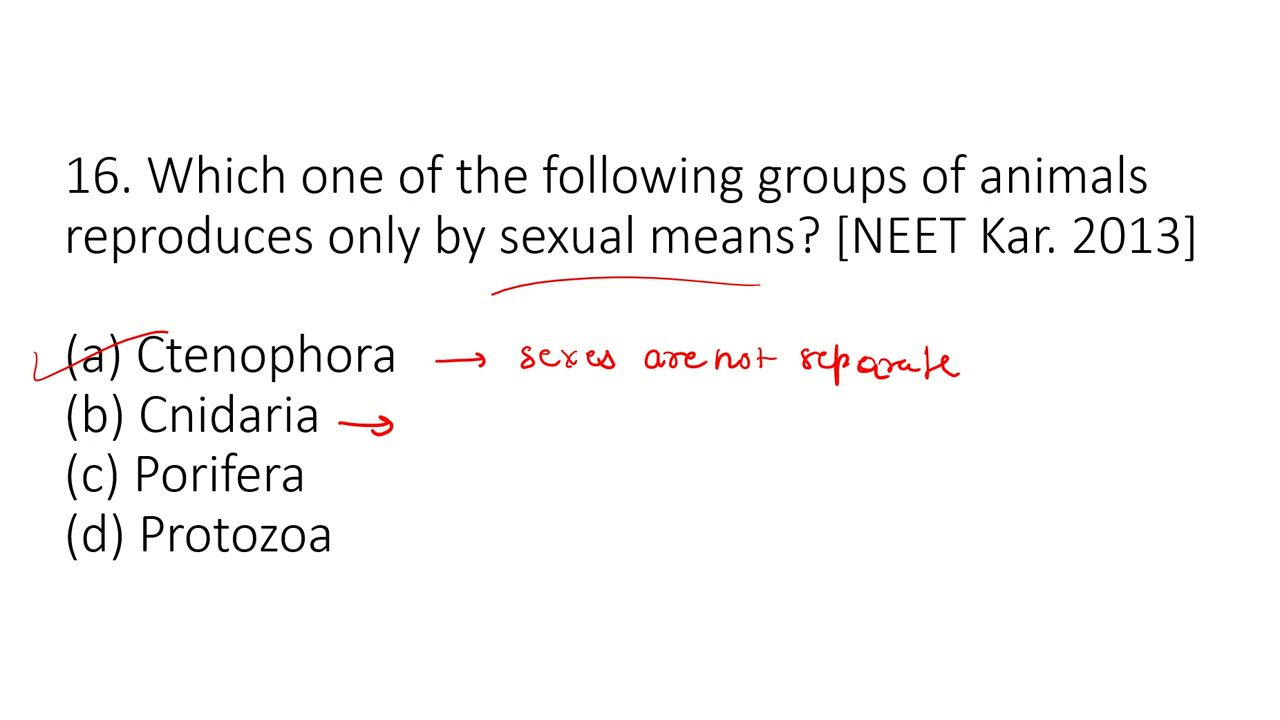 16. Which one of the following groups of animals
reproduces only by sexual means? [NEET Kar. 2013]
(a) Ctenophora → sexes are not separate
(b) Cnidaria →
(c) Porifera
(d) Protozoa